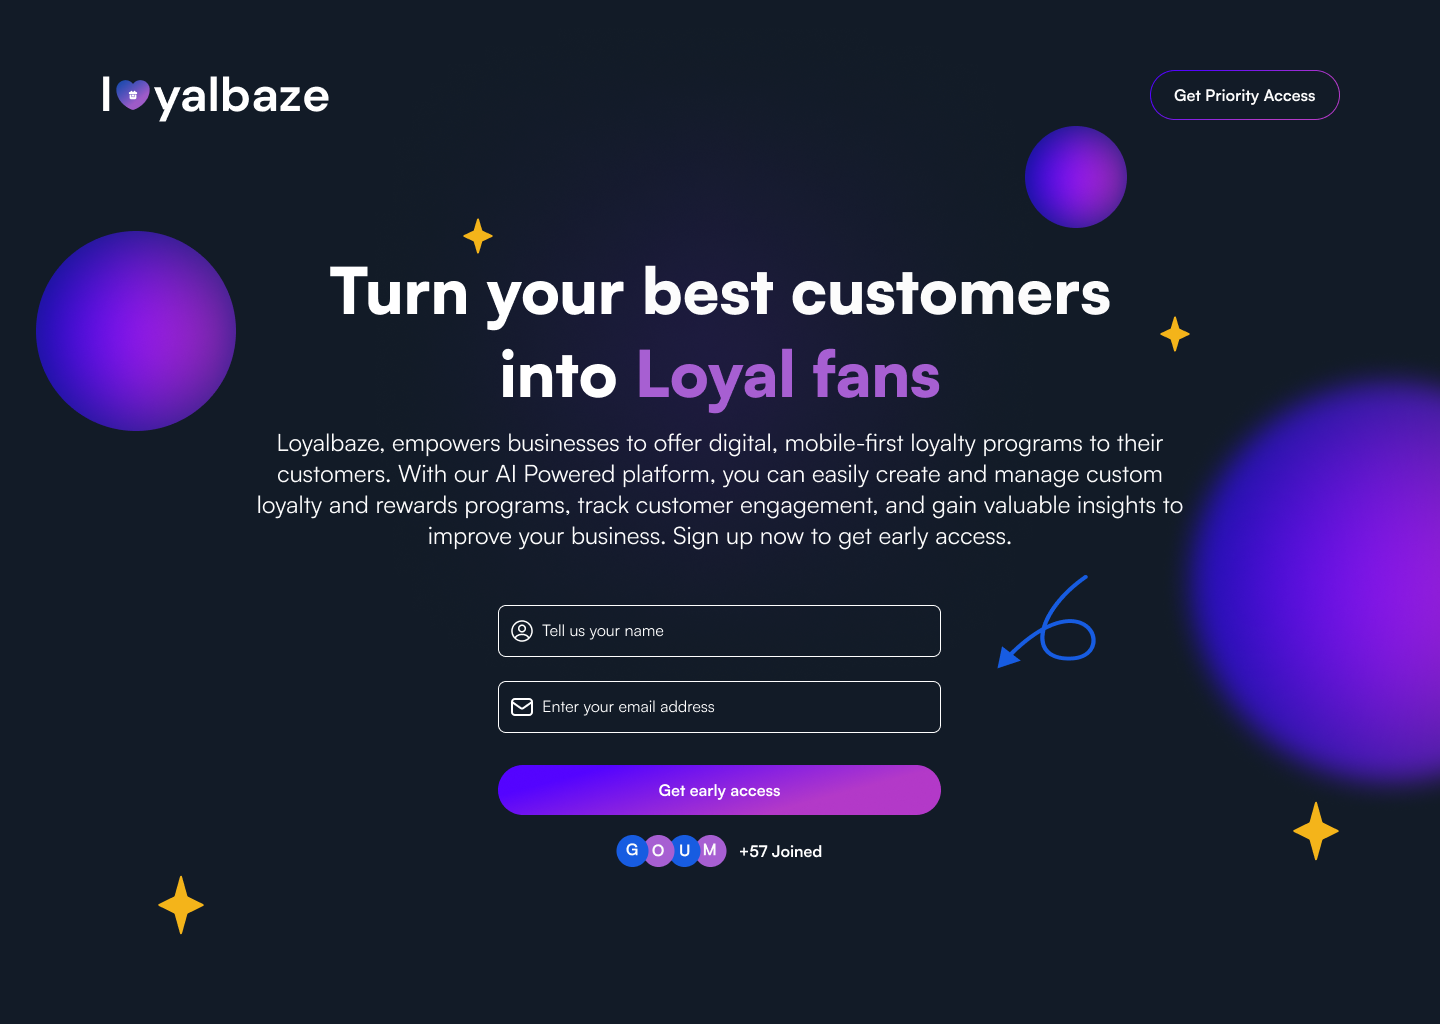 loyalbaze
Get Priority Access
Turn your best customers
into Loyal fans
Loyalbaze, empowers businesses to offer digital, mobile-first loyalty programs to their
customers. With our AI Powered platform, you can easily create and manage custom
loyalty and rewards programs, track customer engagement, and gain valuable insights to
improve your business. Sign up now to get early access.
Tell us your name
Enter your email address
Get early access
G O U M +57 Joined